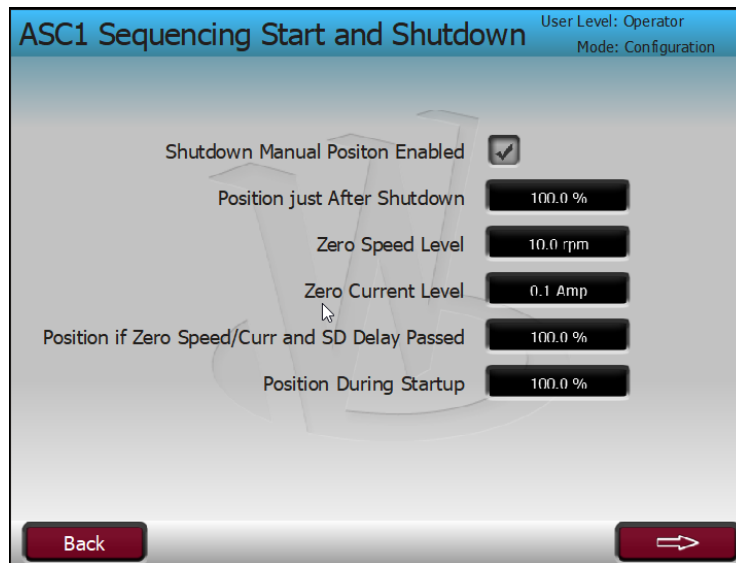 ASC1 Sequencing Start and Shutdown
User Level: Operator
Mode: Configuration
Shutdown Manual Positon Enabled
Position just After Shutdown 100.0 %
Zero Speed Level 10.0 rpm
Zero Current Level 0.1 Amp
Position if Zero Speed/Curr and SD Delay Passed 100.0 %
Position During Startup 100.0 %
Back